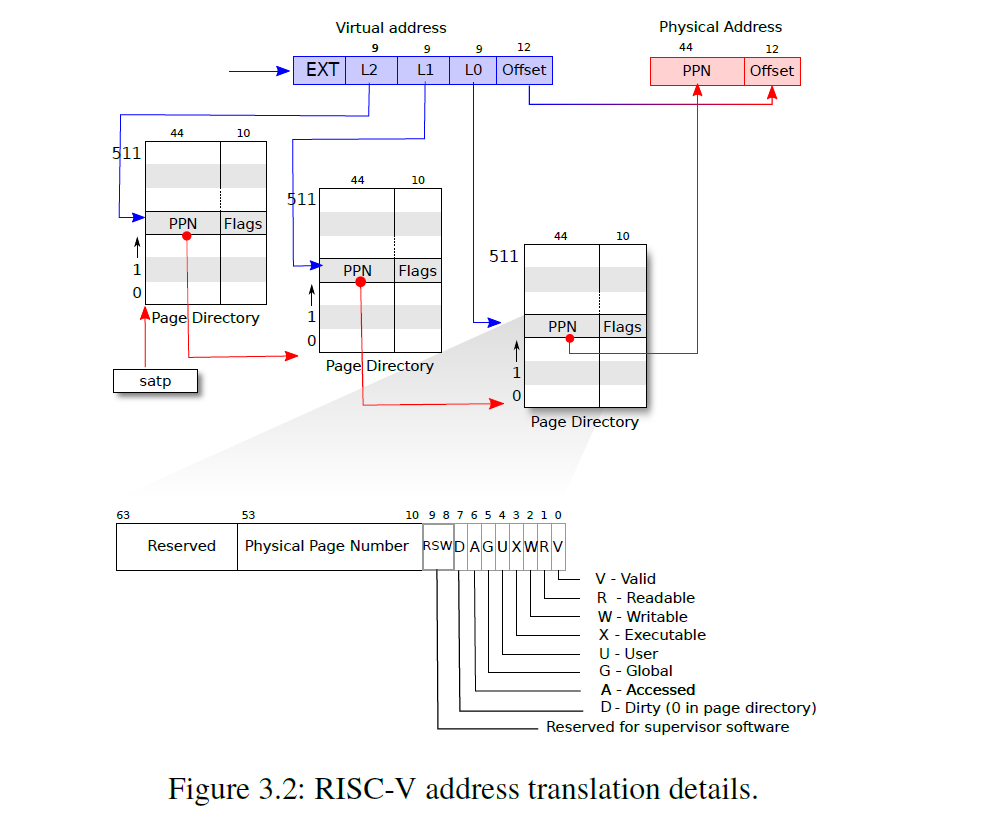 Virtual address
Physical Address
9 9 9 12
44 12
EXT L2 L1 L0 Offset
PPN Offset
44 10
511
PPN Flags
1
0
Page Directory
satp
44 10
511
PPN Flags
1
0
Page Directory
44 10
511
PPN Flags
1
0
Page Directory
63 53 10 9 8 7 6 5 4 3 2 1 0
Reserved Physical Page Number RSW D A G U X W R V
V - Valid
R - Readable
W - Writable
X - Executable
U - User
G - Global
A - Accessed
D - Dirty (0 in page directory)
Reserved for supervisor software
Figure 3.2: RISC-V address translation details.